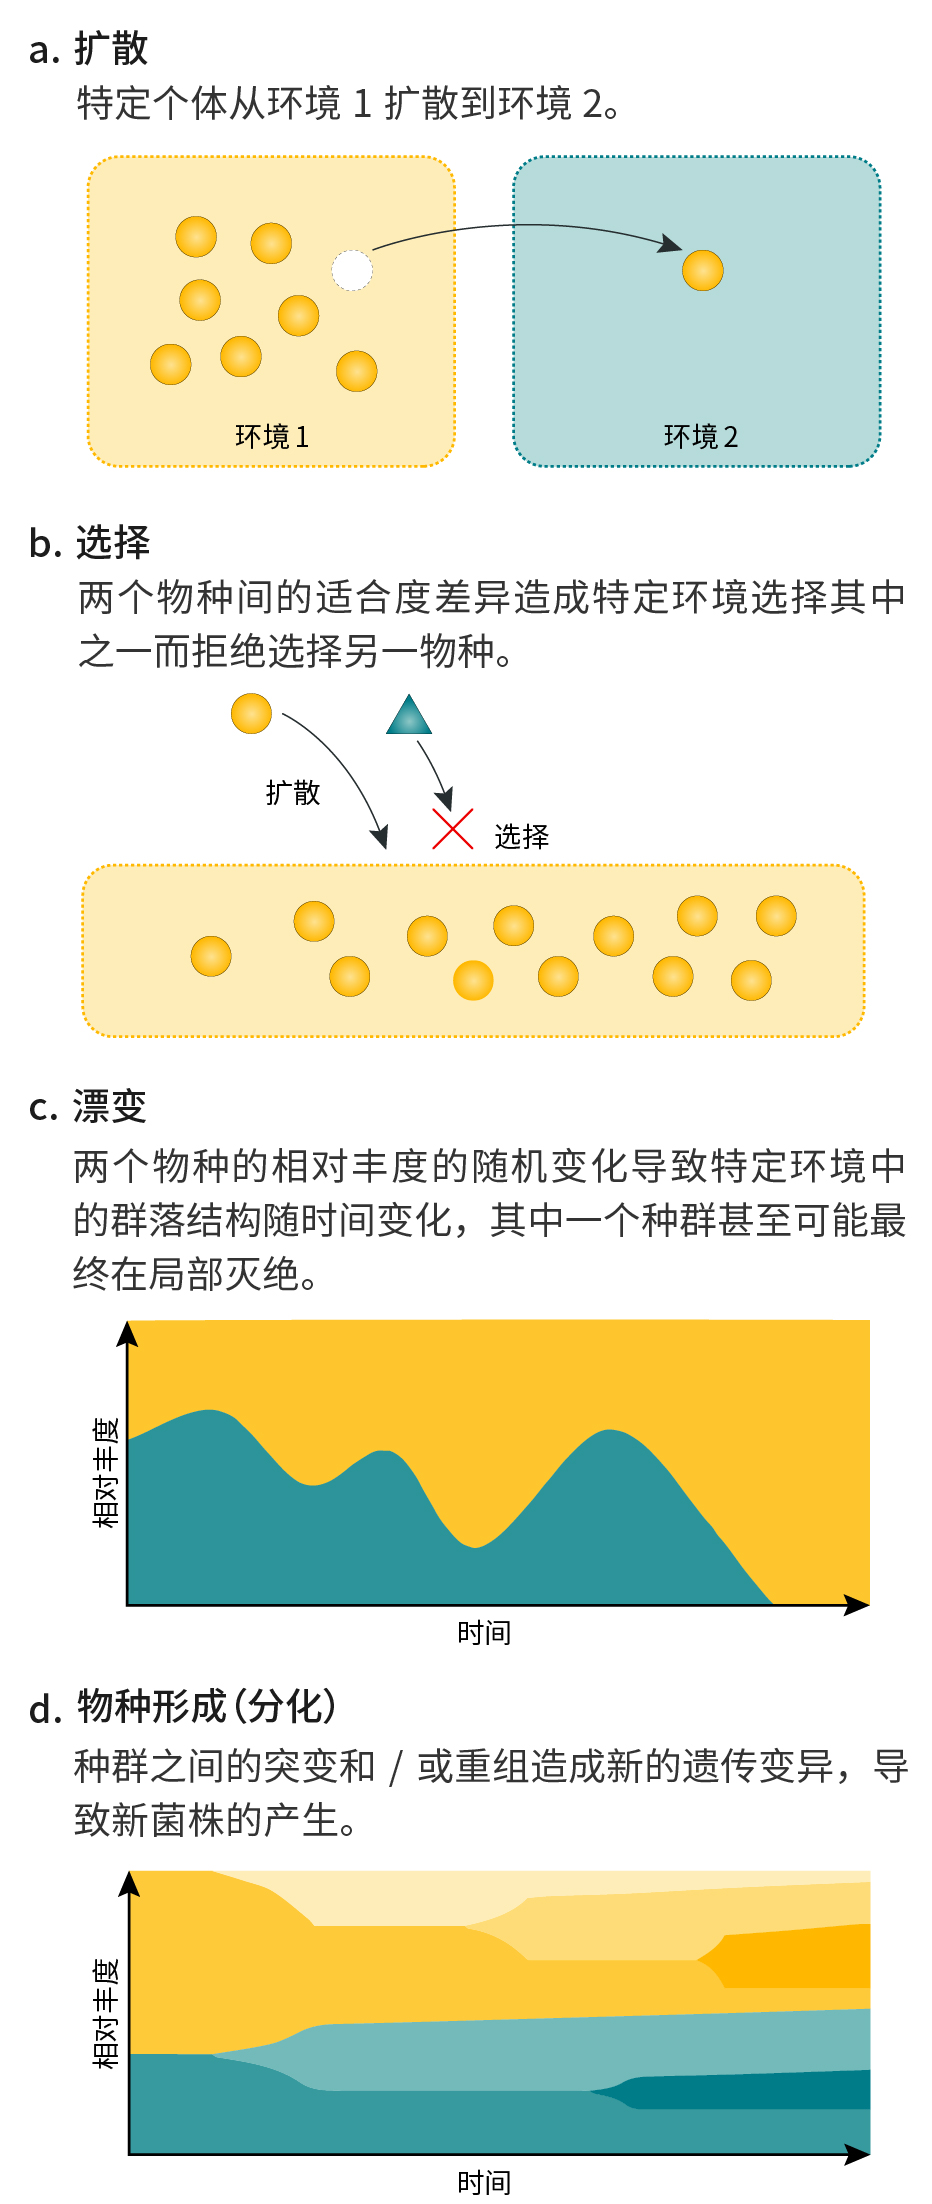 a. 扩散
特定个体从环境 1 扩散到环境 2。
环境 1
环境 2
b. 选择
两个物种间的适合度差异造成特定环境选择其中
之一而拒绝选择另一物种。
扩散
选择
c. 漂变
两个物种的相对丰度的随机变化导致特定环境中
的群落结构随时间变化，其中一个种群甚至可能最
终在局部灭绝。
相对丰度
时间
d. 物种形成（分化）
种群之间的突变和 / 或重组造成新的遗传变异，导
致新菌株的产生。
相对丰度
时间